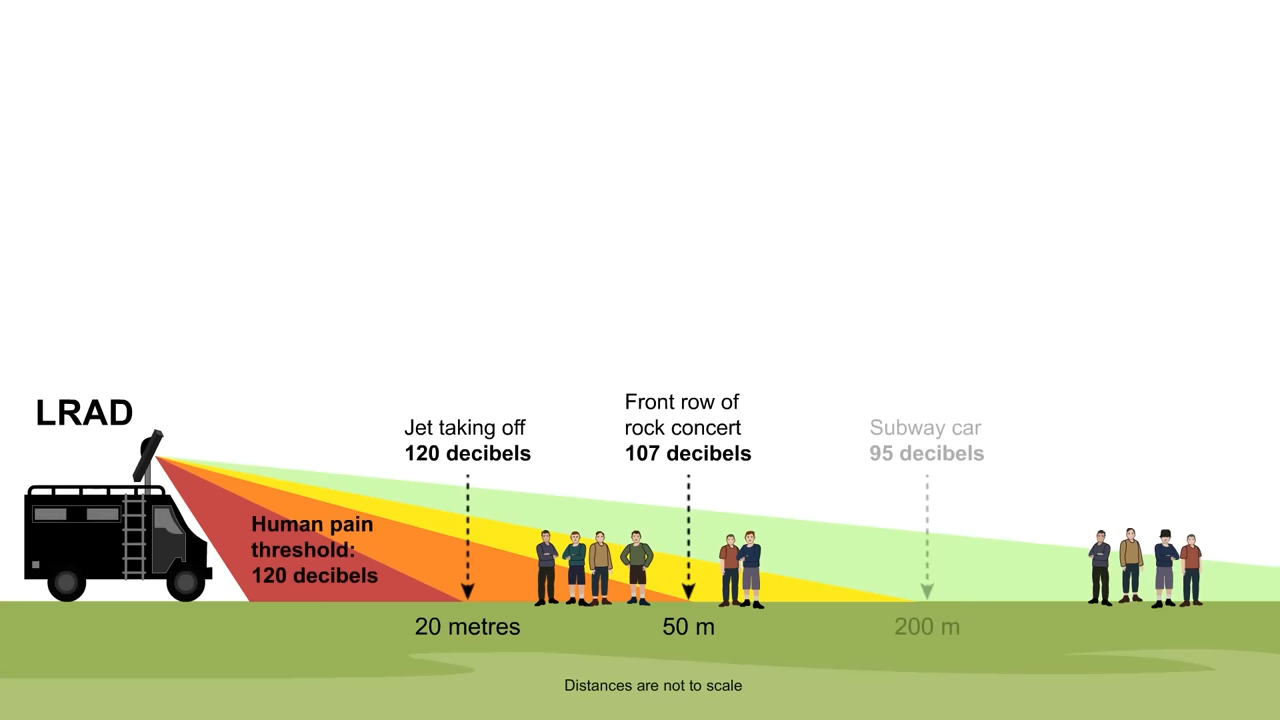 LRAD
Jet taking off
120 decibels
Front row of
rock concert
107 decibels
Subway car
95 decibels
Human pain
threshold:
120 decibels
20 metres
50 m
200 m
Distances are not to scale